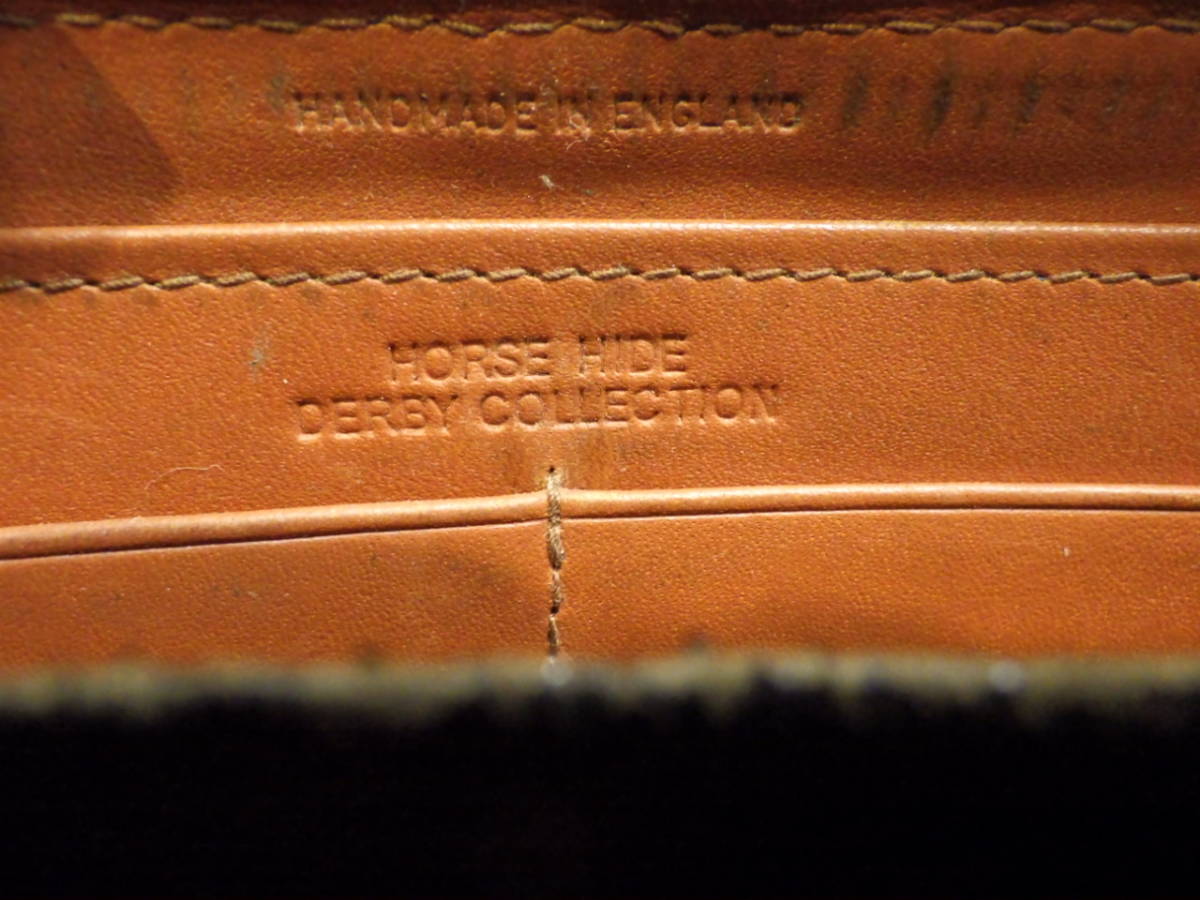 HANDMADE IN ENGLAND
HORSE HIDE
DERBY COLLECTION